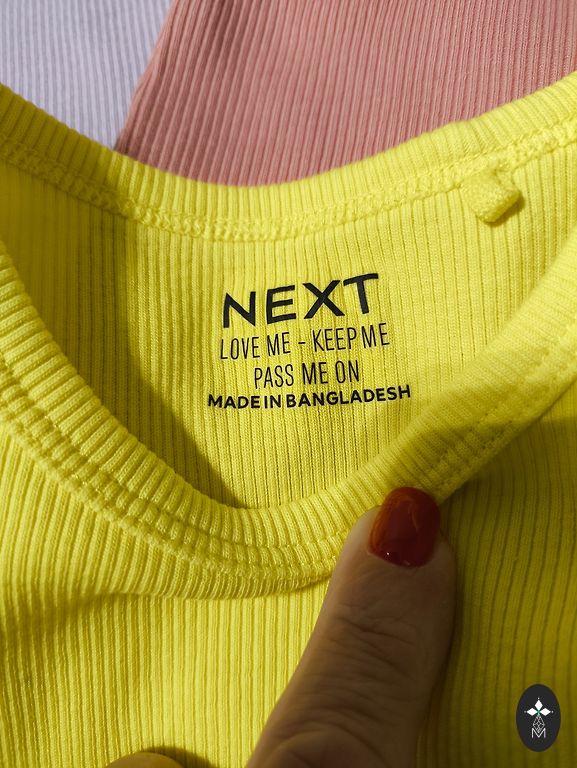 NEXT
LOVE ME - KEEP ME
PASS ME ON
MADE IN BANGLADESH
M